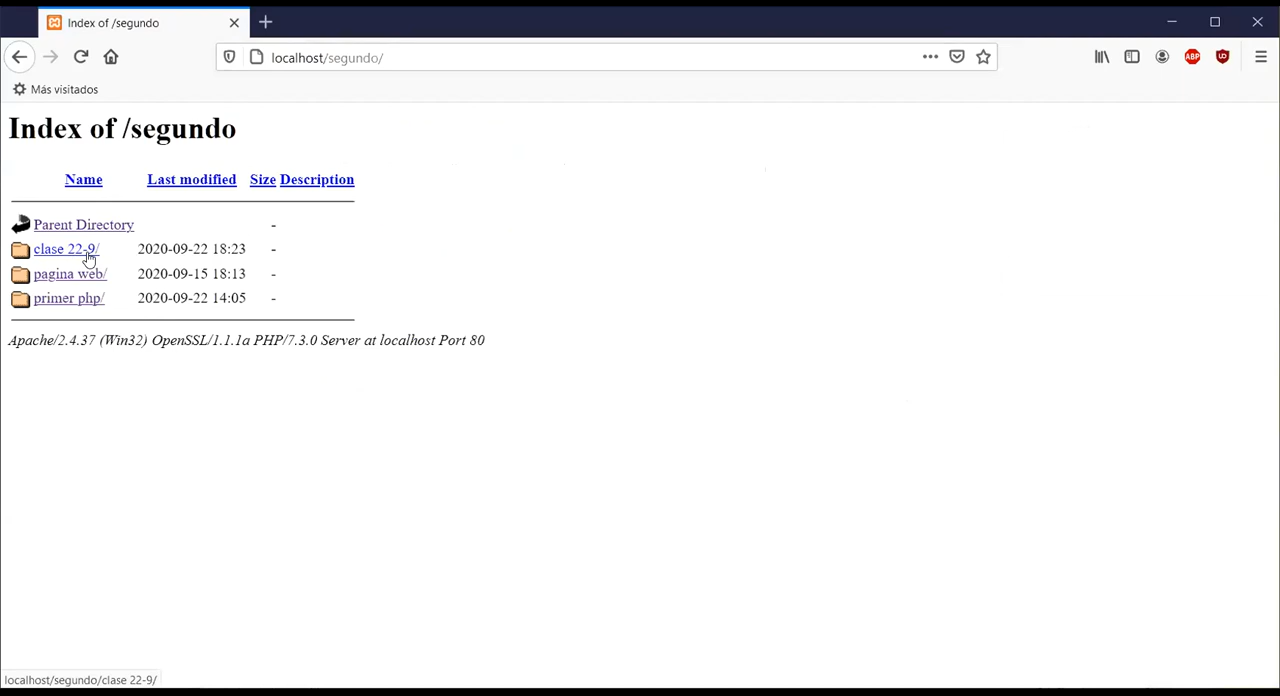 Index of /segundo
localhost/segundo/
ABP
Más visitados
Index of /segundo
Name Last modified Size Description
Parent Directory -
clase 22-9/ 2020-09-22 18:23 -
pagina web/ 2020-09-15 18:13 -
primer php/ 2020-09-22 14:05 -
Apache/2.4.37 (Win32) OpenSSL/1.1.1a PHP/7.3.0 Server at localhost Port 80
localhost/segundo/clase 22-9/